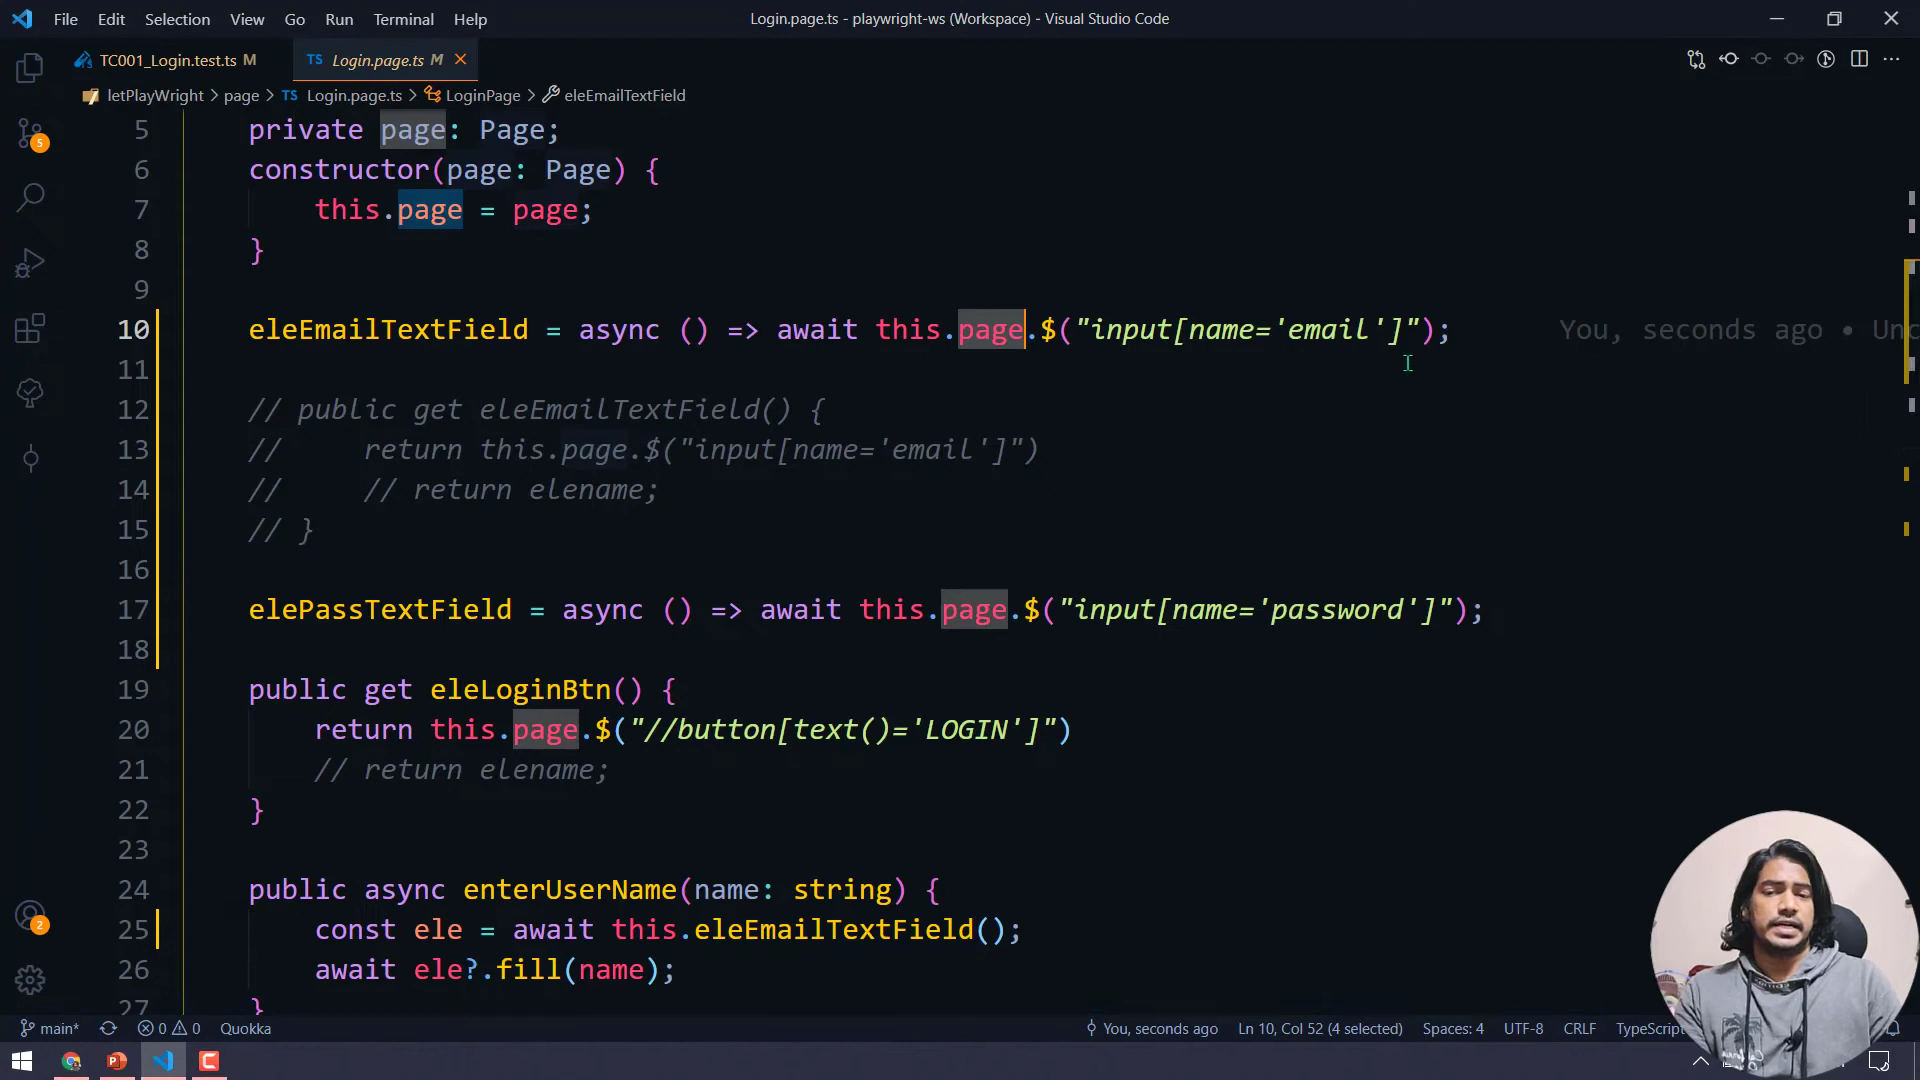 File Edit Selection View Go Run Terminal Help
Login.page.ts - playwright-ws (Workspace) - Visual Studio Code
TC001_Login.test.ts M
TS Login.page.ts M
letPlayWright > page > TS Login.page.ts > LoginPage > eleEmailTextField
5 private page: Page;
6 constructor(page: Page) {
7 this.page = page;
8 }
9
10 eleEmailTextField = async () => await this.page.$("input[name='email']"); You, seconds ago •
11
12 // public get eleEmailTextField() {
13 //     return this.page.$("input[name='email']")
14 //     // return elename;
15 // }
16
17 elePassTextField = async () => await this.page.$("input[name='password']");
18
19 public get eleLoginBtn() {
20 return this.page.$("//button[text()='LOGIN']")
21 // return elename;
22 }
23
24 public async enterUserName(name: string) {
25 const ele = await this.eleEmailTextField();
26 await ele?.fill(name);
27 }
5
2
main* 0 0 Quokka You, seconds ago Ln 10, Col 52 (4 selected) Spaces: 4 UTF-8 CRLF TypeScript